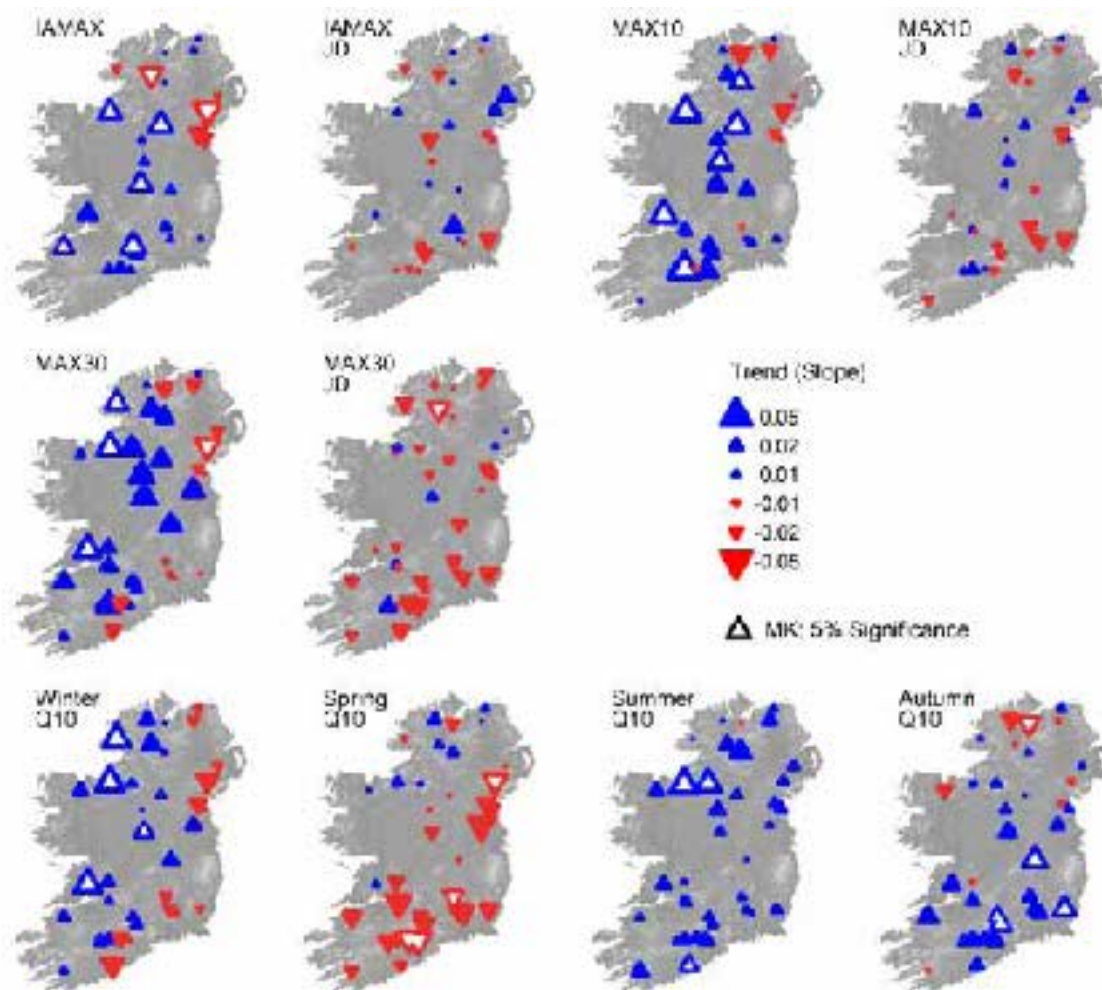 IAMAX
IAMAX
JD
MAX10
MAX10
JD
MAX30
MAX30
JD
Trend (Slope)
0.05
0.02
0.01
-0.01
-0.02
-0.05
MK: 5% Significance
Winter
Q10
Spring
Q10
Summer
Q10
Autumn
Q10